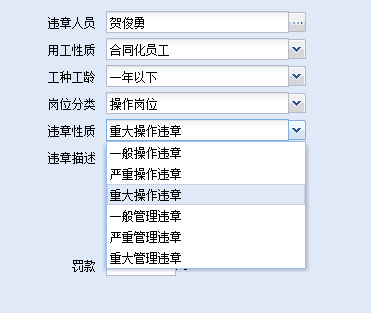 违章人员 贺俊勇 ...
用工性质 合同化员工
工种工龄 一年以下
岗位分类 操作岗位
违章性质 重大操作违章
违章描述
一般操作违章
严重操作违章
重大操作违章
一般管理违章
严重管理违章
重大管理违章
罚款